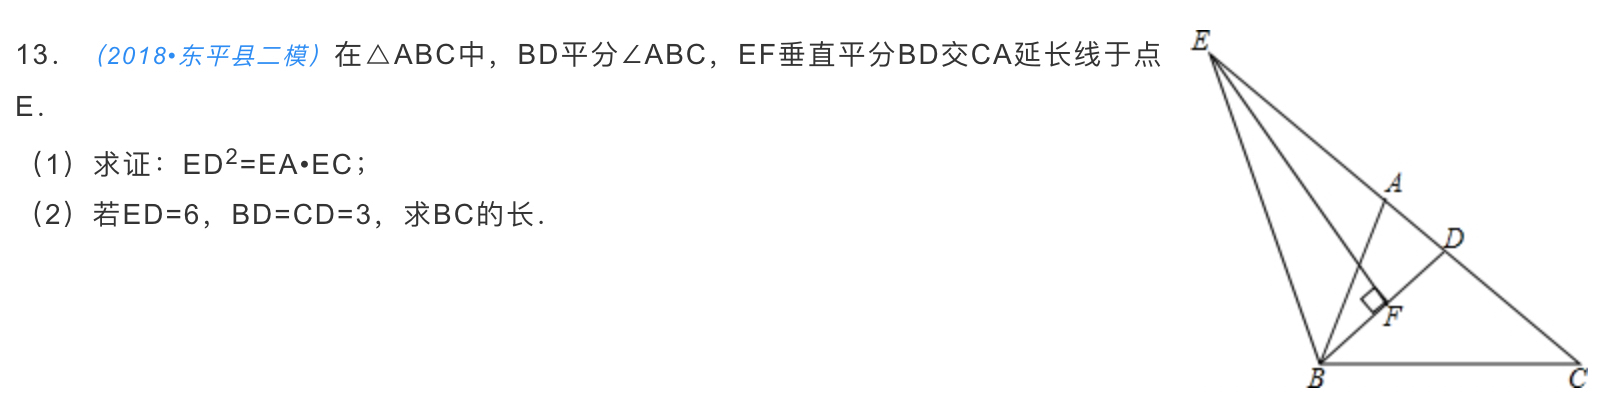 13. （2018•东平县二模）在△ABC中，BD平分∠ABC，EF垂直平分BD交CA延长线于点
E.
（1）求证：ED²=EA•EC；
（2）若ED=6，BD=CD=3，求BC的长.
E
A
D
F
B
C